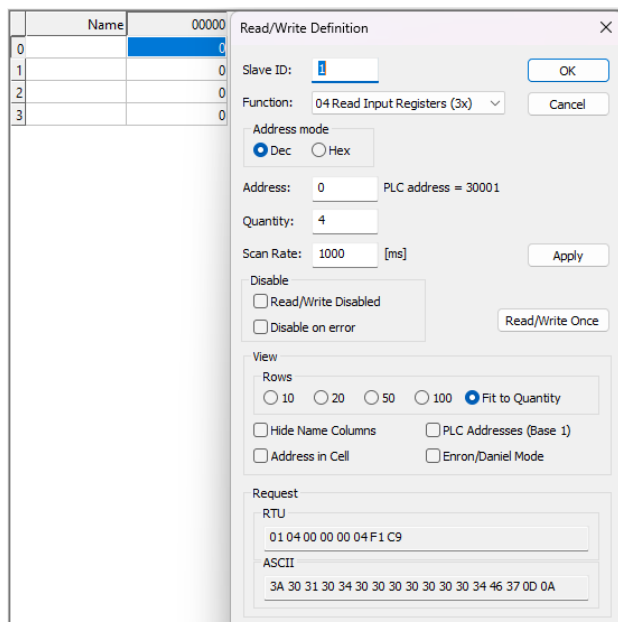 Name 00000
0 0
1 0
2 0
3 0
Read/Write Definition
Slave ID: 1
OK
Function: 04 Read Input Registers (3x)
Cancel
Address mode
Dec Hex
Address: 0 PLC address = 30001
Quantity: 4
Scan Rate: 1000 [ms]
Apply
Disable
Read/Write Disabled
Disable on error
Read/Write Once
View
Rows
10 20 50 100 Fit to Quantity
Hide Name Columns PLC Addresses (Base 1)
Address in Cell Enron/Daniel Mode
Request
RTU
01 04 00 00 00 04 F1 C9
ASCII
3A 30 31 30 34 30 30 30 30 30 30 30 34 46 37 0D 0A